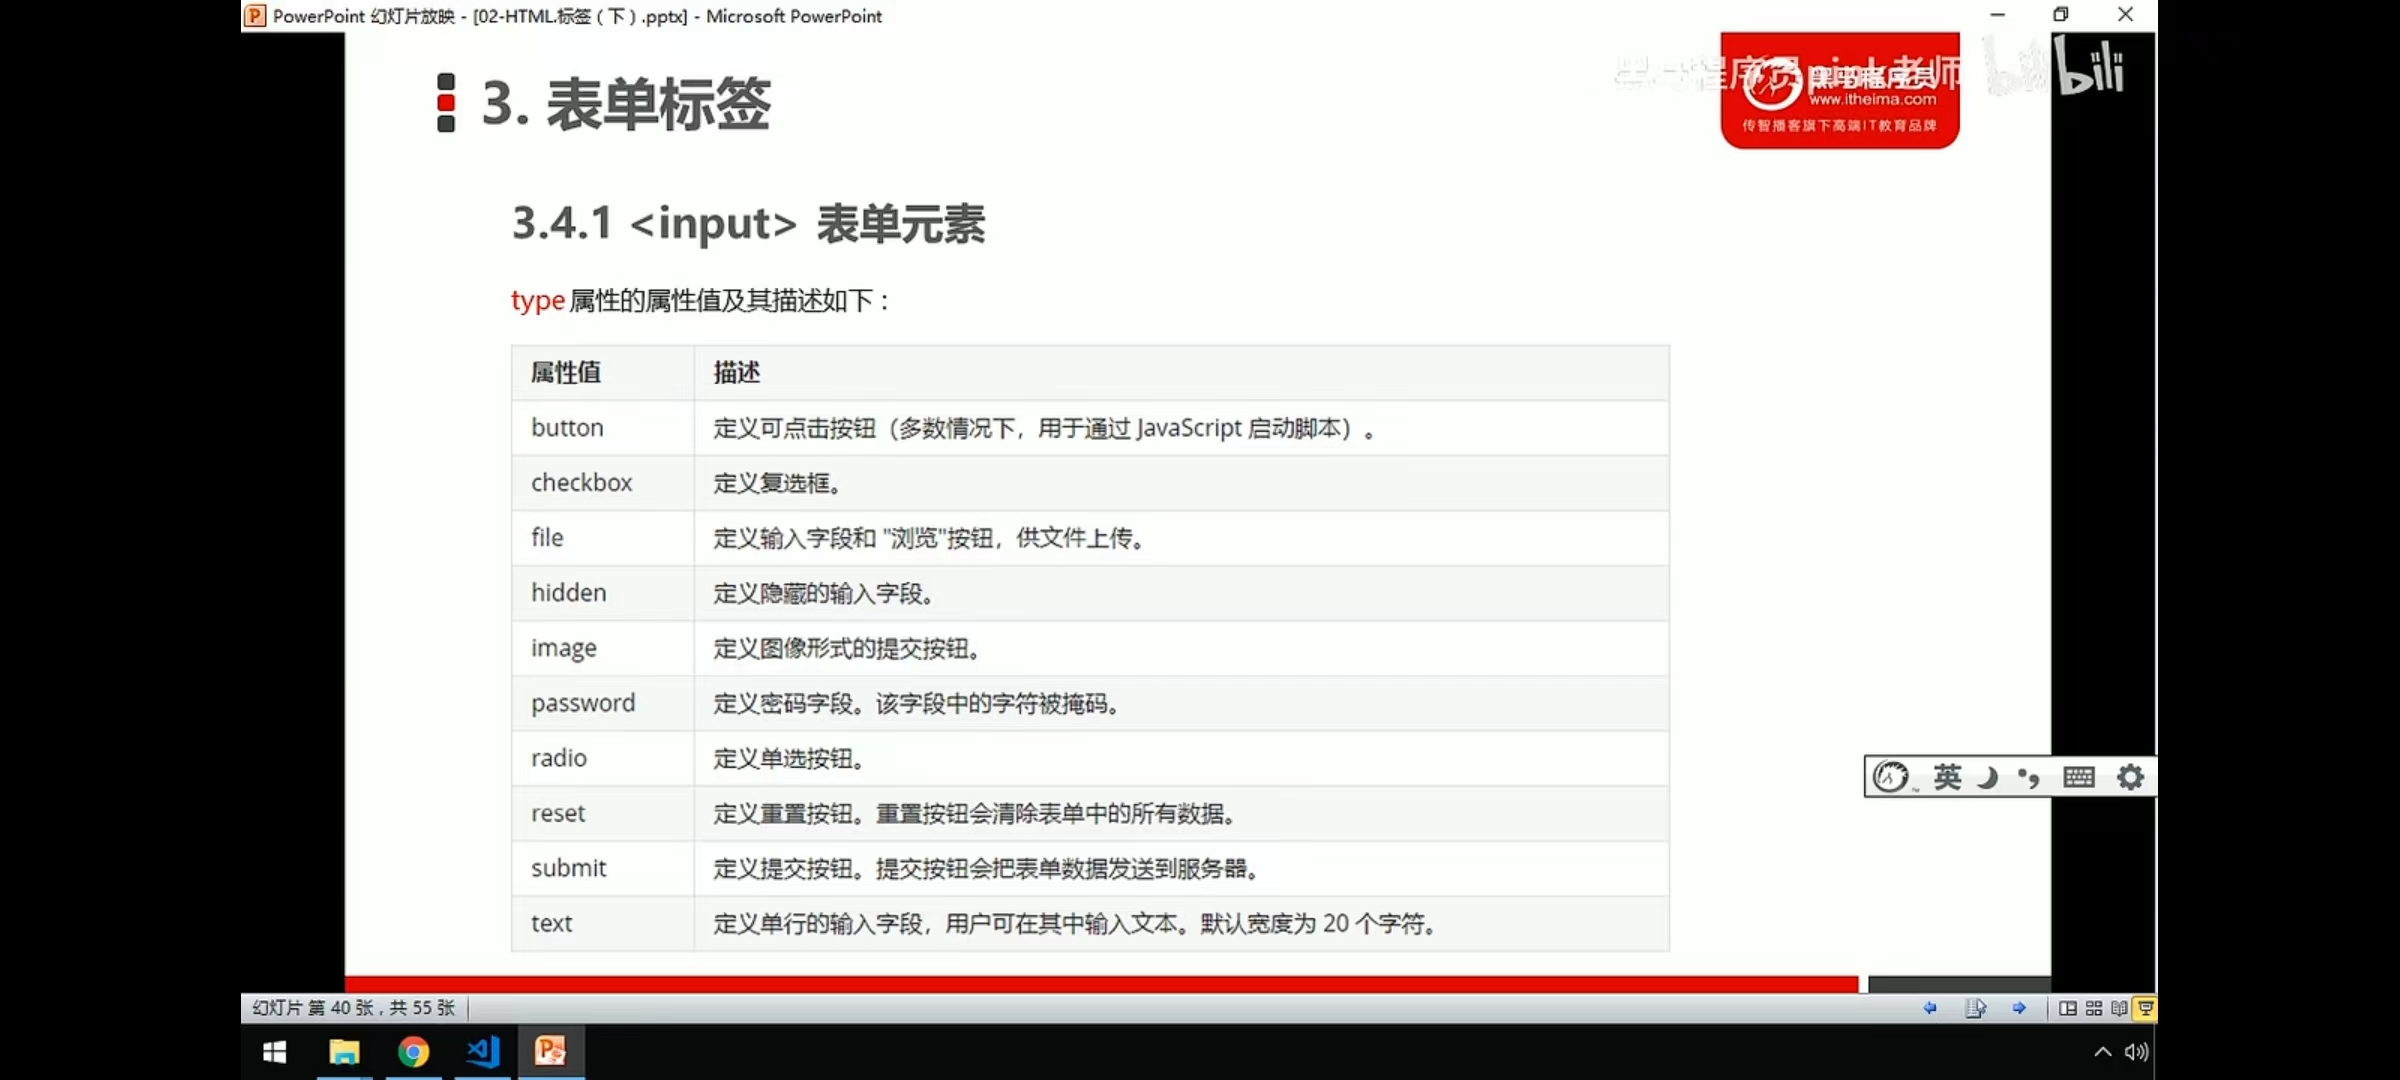 PowerPoint 幻灯片放映 - [02-HTML标签（下）.pptx] - Microsoft PowerPoint
3. 表单标签
黑马程序员pink老师
bilibili
www.itheima.com
传智播客旗下高端IT教育品牌
3.4.1 <input> 表单元素
type 属性的属性值及其描述如下：
属性值 描述
button 定义可点击按钮（多数情况下，用于通过 JavaScript 启动脚本）。
checkbox 定义复选框。
file 定义输入字段和 "浏览"按钮，供文件上传。
hidden 定义隐藏的输入字段。
image 定义图像形式的提交按钮。
password 定义密码字段。该字段中的字符被掩码。
radio 定义单选按钮。
reset 定义重置按钮。重置按钮会清除表单中的所有数据。
submit 定义提交按钮。提交按钮会把表单数据发送到服务器。
text 定义单行的输入字段，用户可在其中输入文本。默认宽度为 20 个字符。
英
幻灯片 第 40 张，共 55 张